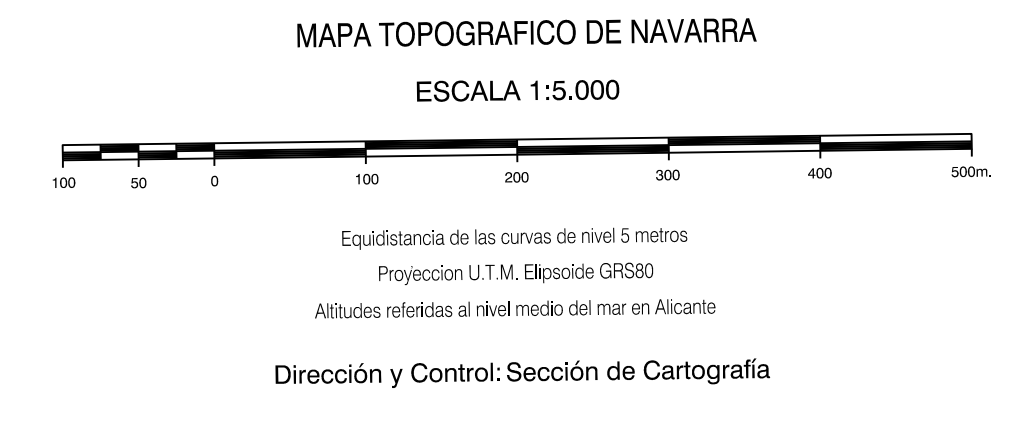 MAPA TOPOGRAFICO DE NAVARRA
ESCALA 1:5.000
100 50 0 100 200 300 400 500m.
Equidistancia de las curvas de nivel 5 metros
Proyeccion U.T.M. Elipsoide GRS80
Altitudes referidas al nivel medio del mar en Alicante
Dirección y Control: Sección de Cartografía